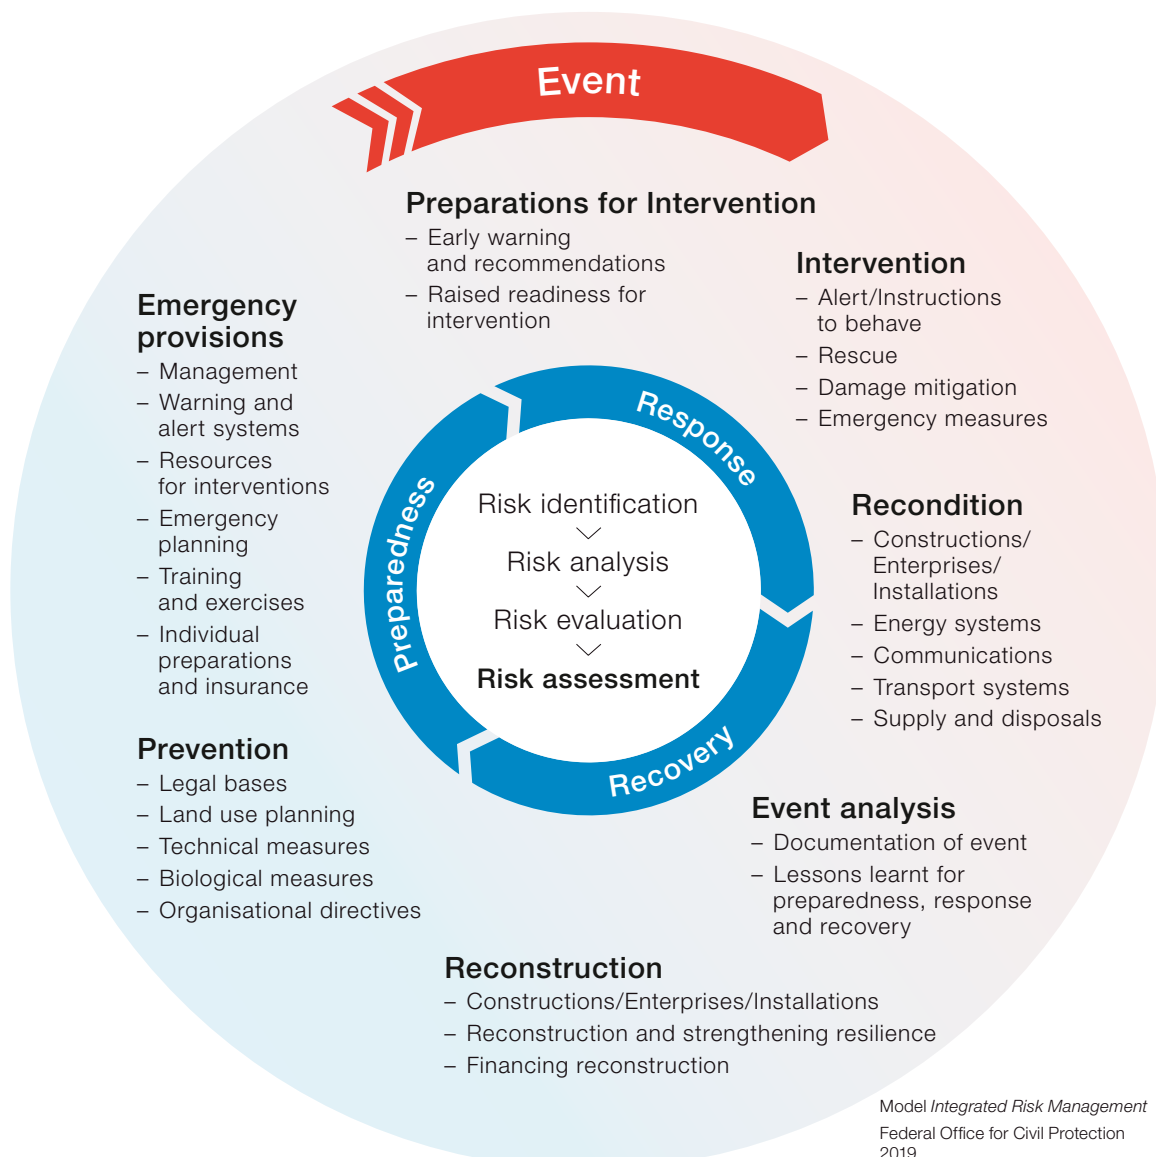 Event
Preparations for Intervention
– Early warning
and recommendations
– Raised readiness for
intervention
Intervention
– Alert/Instructions
to behave
– Rescue
– Damage mitigation
– Emergency measures
Emergency
provisions
– Management
– Warning and
alert systems
– Resources
for interventions
– Emergency
planning
– Training
and exercises
– Individual
preparations
and insurance
Response
Preparedness
Recovery
Risk identification
Risk analysis
Risk evaluation
Risk assessment
Recondition
– Constructions/
Enterprises/
Installations
– Energy systems
– Communications
– Transport systems
– Supply and disposals
Prevention
– Legal bases
– Land use planning
– Technical measures
– Biological measures
– Organisational directives
Event analysis
– Documentation of event
– Lessons learnt for
preparedness, response
and recovery
Reconstruction
– Constructions/Enterprises/Installations
– Reconstruction and strengthening resilience
– Financing reconstruction
Model Integrated Risk Management
Federal Office for Civil Protection
2019